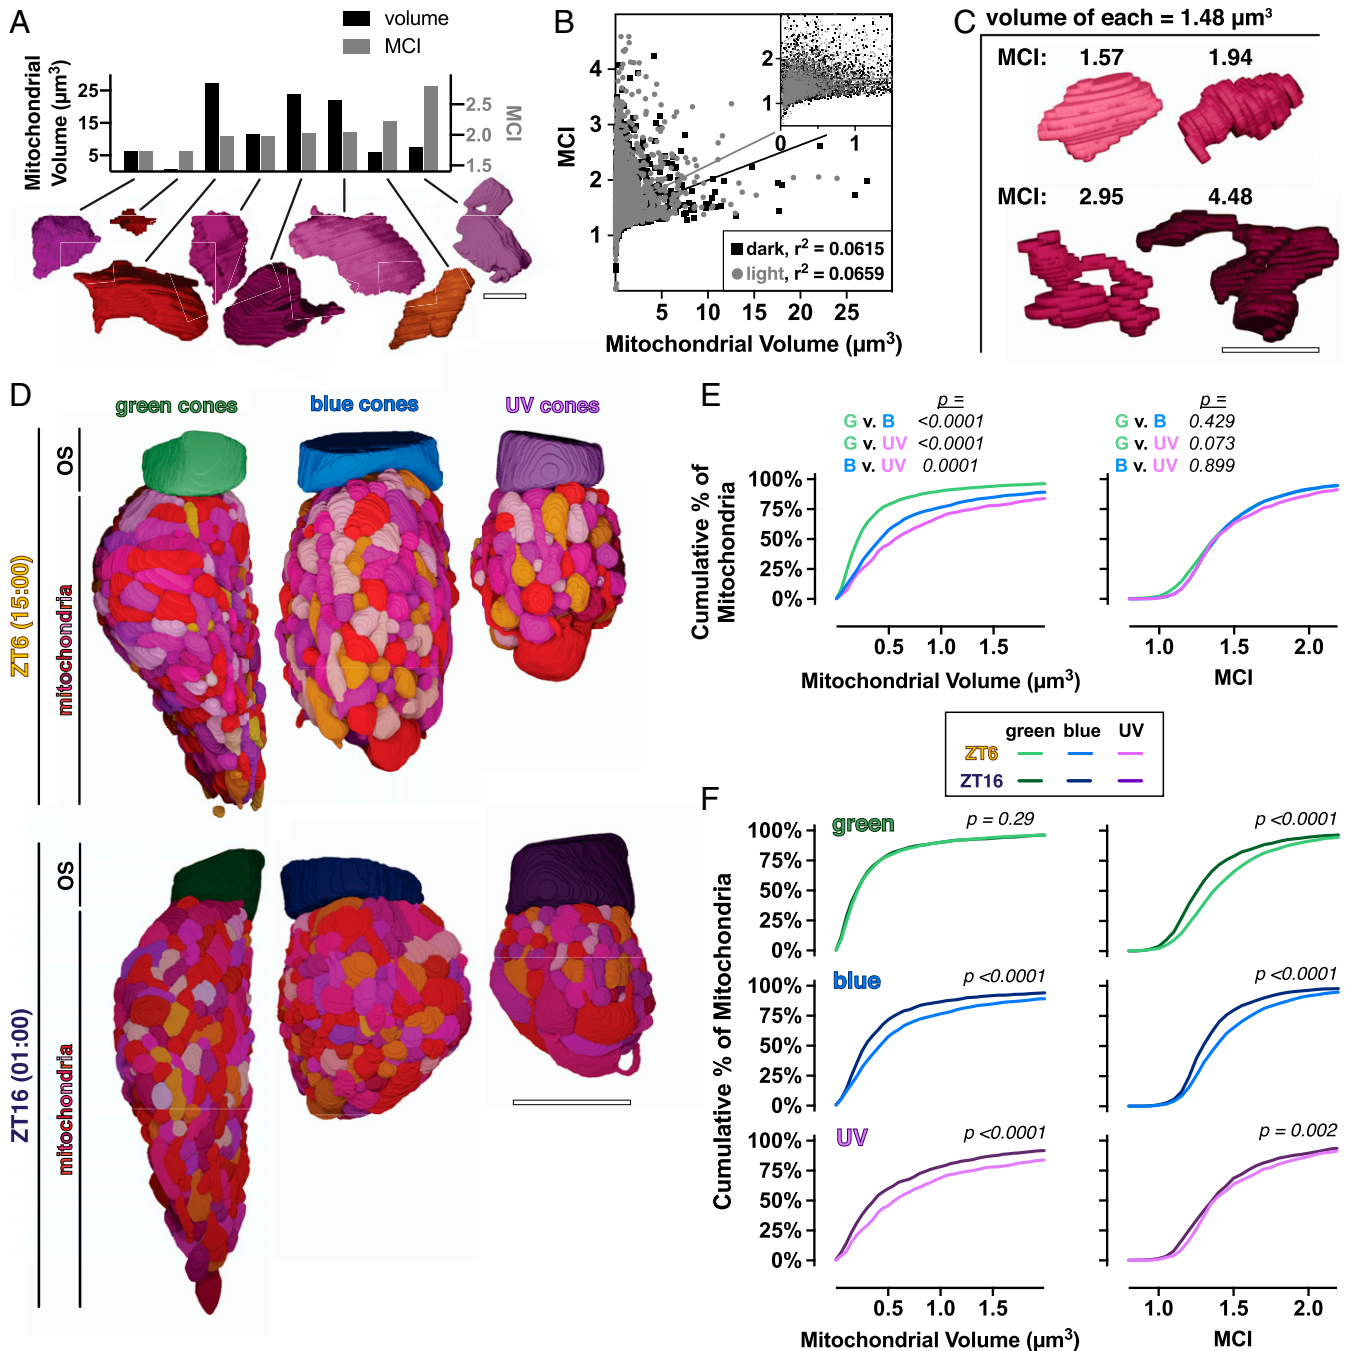 A
volume
MCI
Mitochondrial
Volume (μm³)
25
15
5
2.5
2.0
1.5
MCI
B
MCI
4
3
2
1
2
1
0
1
dark, r² = 0.0615
light, r² = 0.0659
5
10
15
20
25
Mitochondrial Volume (μm³)
C
volume of each = 1.48 μm³
MCI: 1.57 1.94
MCI: 2.95 4.48
D
green cones
blue cones
UV cones
ZT6 (15:00)
OS
mitochondria
ZT16 (01:00)
OS
mitochondria
E
p =
G v. B <0.0001
G v. UV <0.0001
B v. UV 0.0001
p =
G v. B 0.429
G v. UV 0.073
B v. UV 0.899
Cumulative % of
Mitochondria
100%
75%
50%
25%
0%
0.5 1.0 1.5
Mitochondrial Volume (μm³)
1.0 1.5 2.0
MCI
green blue UV
ZT6
ZT16
F
Cumulative % of Mitochondria
green
p = 0.29
p <0.0001
100%
75%
50%
25%
0%
blue
p <0.0001
p <0.0001
100%
75%
50%
25%
0%
UV
p <0.0001
p = 0.002
100%
75%
50%
25%
0%
0.5 1.0 1.5
Mitochondrial Volume (μm³)
1.0 1.5 2.0
MCI